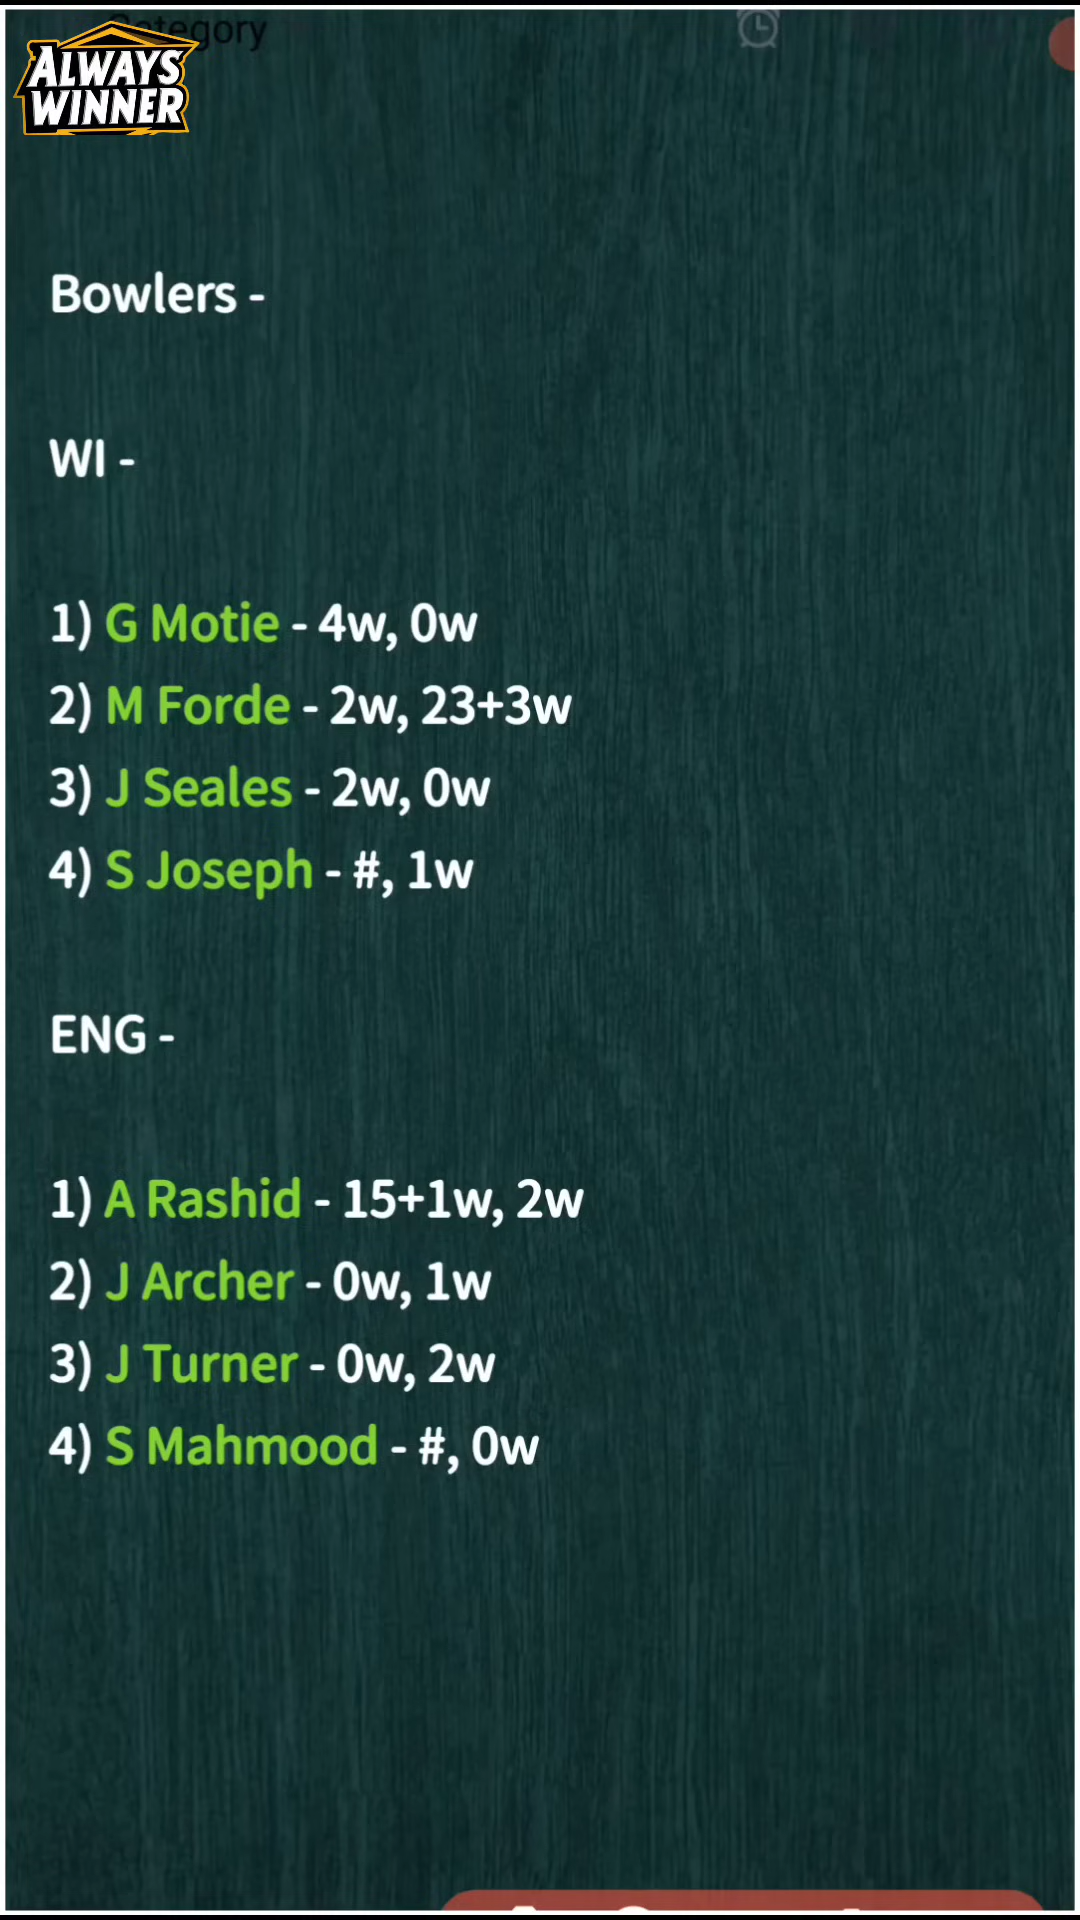 Category
ALWAYS
WINNER
Bowlers -
WI -
1) G Motie - 4w, 0w
2) M Forde - 2w, 23+3w
3) J Seales - 2w, 0w
4) S Joseph - #, 1w
ENG -
1) A Rashid - 15+1w, 2w
2) J Archer - 0w, 1w
3) J Turner - 0w, 2w
4) S Mahmood - #, 0w